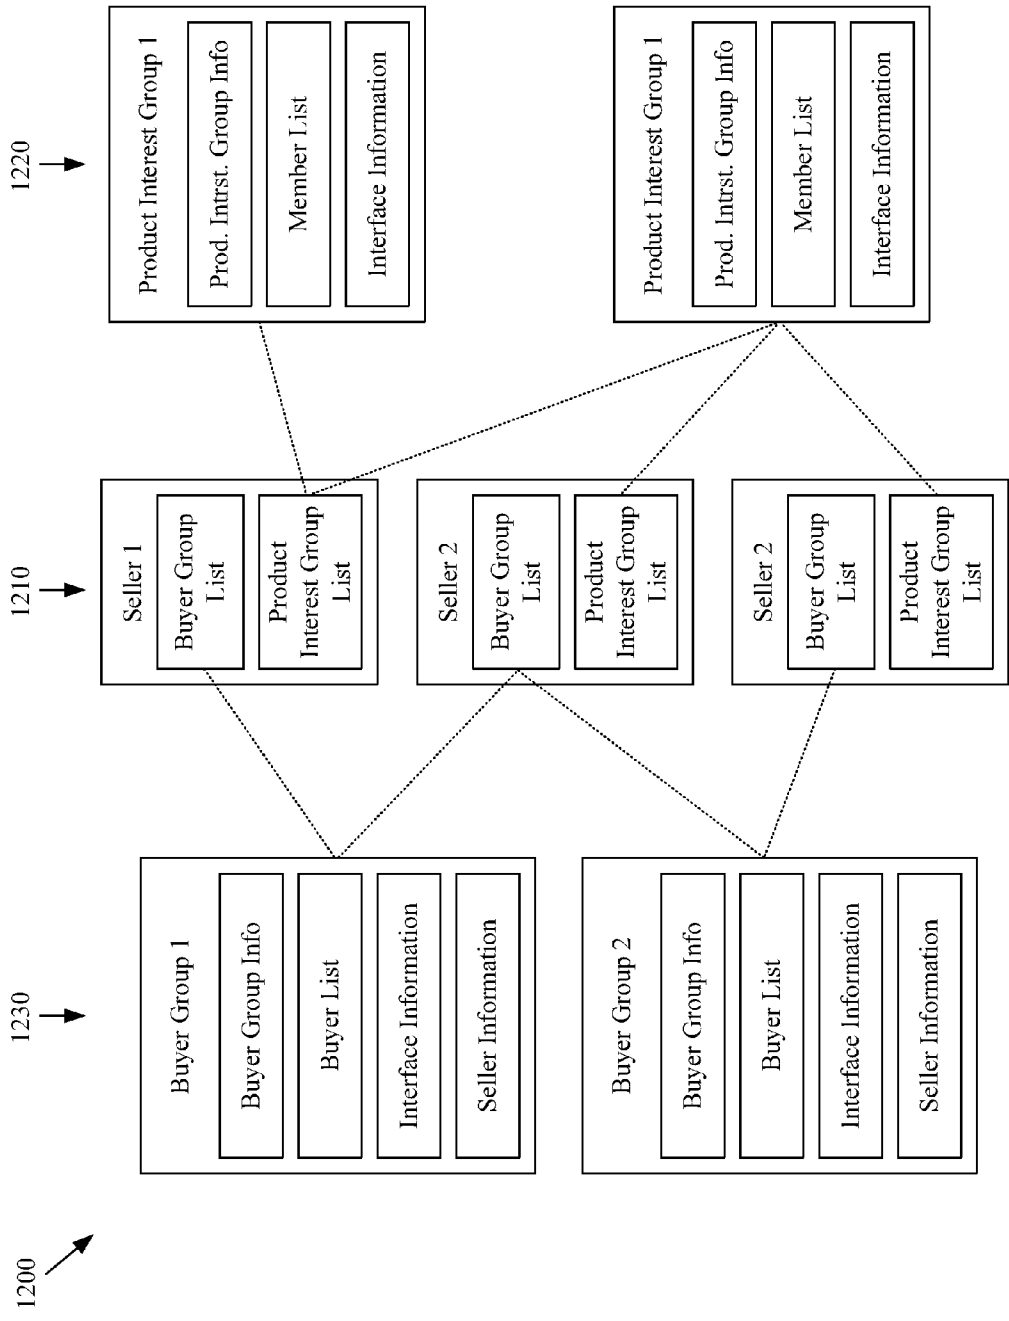 1200
1230
1210
1220
Buyer Group 1
Buyer Group Info
Buyer List
Interface Information
Seller Information
Buyer Group 2
Buyer Group Info
Buyer List
Interface Information
Seller Information
Seller 1
Buyer Group
List
Product
Interest Group
List
Seller 2
Buyer Group
List
Product
Interest Group
List
Seller 2
Buyer Group
List
Product
Interest Group
List
Product Interest Group 1
Prod. Intrst. Group Info
Member List
Interface Information
Product Interest Group 1
Prod. Intrst. Group Info
Member List
Interface Information